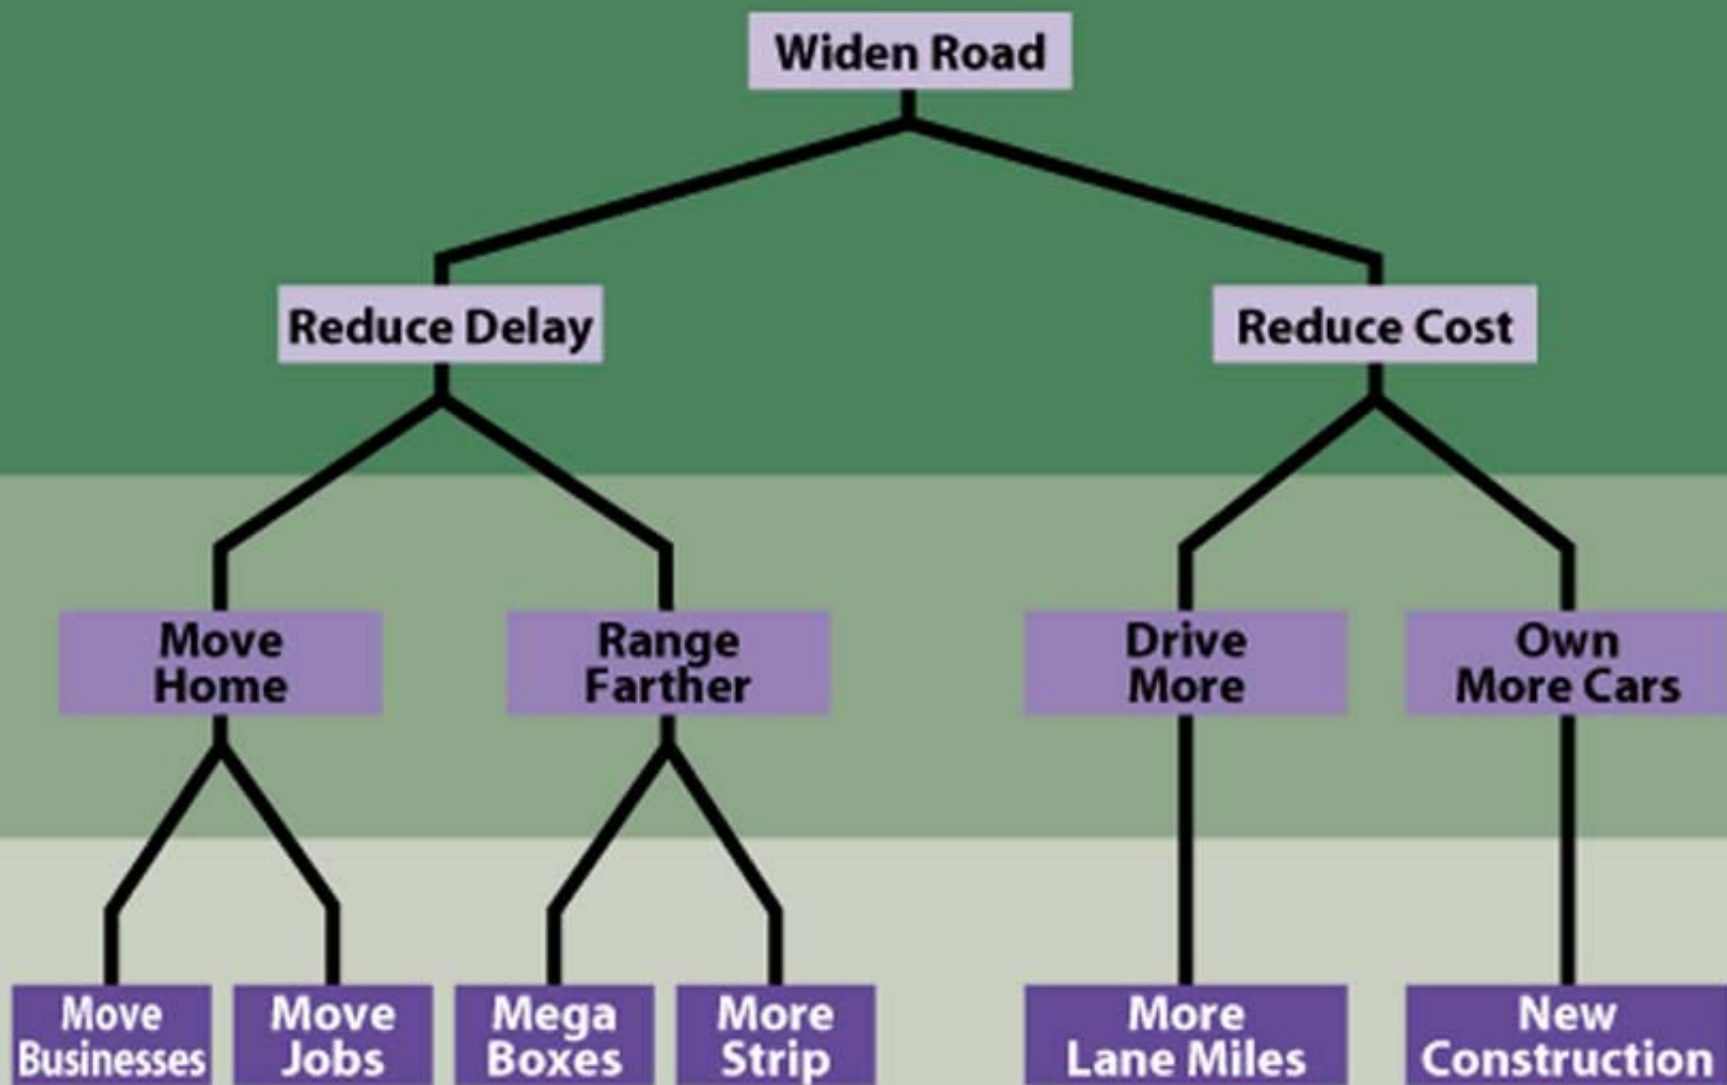 Widen Road
Reduce Delay
Reduce Cost
Move
Home
Range
Farther
Drive
More
Own
More Cars
Move
Businesses
Move
Jobs
Mega
Boxes
More
Strip
More
Lane Miles
New
Construction